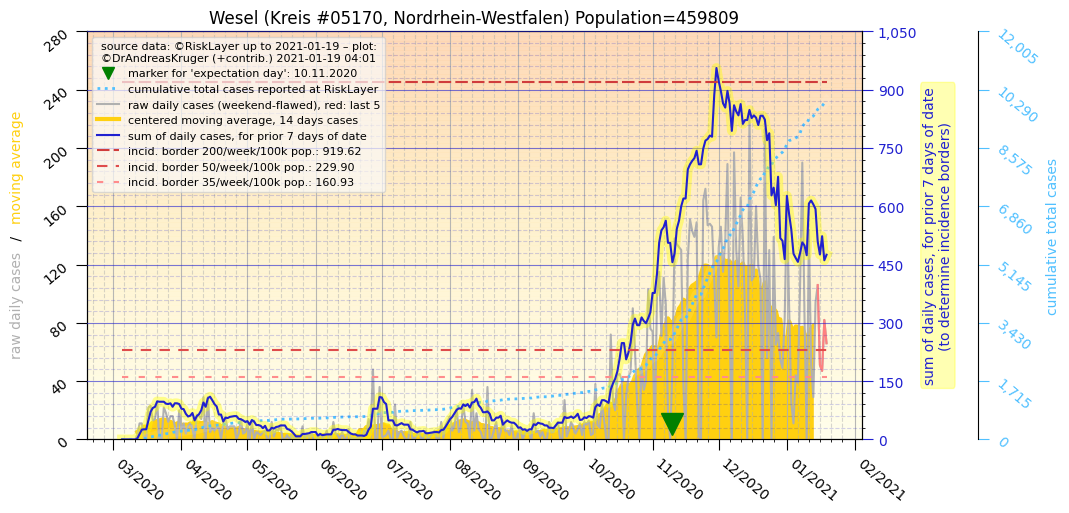 Wesel (Kreis #05170, Nordrhein-Westfalen) Population=459809
source data: ©RiskLayer up to 2021-01-19 – plot:
©DrAndreasKruger (+contrib.) 2021-01-19 04:01
marker for 'expectation day': 10.11.2020
cumulative total cases reported at RiskLayer
raw daily cases (weekend-flawed), red: last 5
centered moving average, 14 days cases
sum of daily cases, for prior 7 days of date
incid. border 200/week/100k pop.: 919.62
incid. border 50/week/100k pop.: 229.90
incid. border 35/week/100k pop.: 160.93
raw daily cases / moving average
280
240
200
160
120
80
40
0
03/2020
04/2020
05/2020
06/2020
07/2020
08/2020
09/2020
10/2020
11/2020
12/2020
01/2021
02/2021
1,050
900
750
600
450
300
150
0
sum of daily cases, for prior 7 days of date
(to determine incidence borders)
12,005
10,290
8,575
6,860
5,145
3,430
1,715
0
cumulative total cases